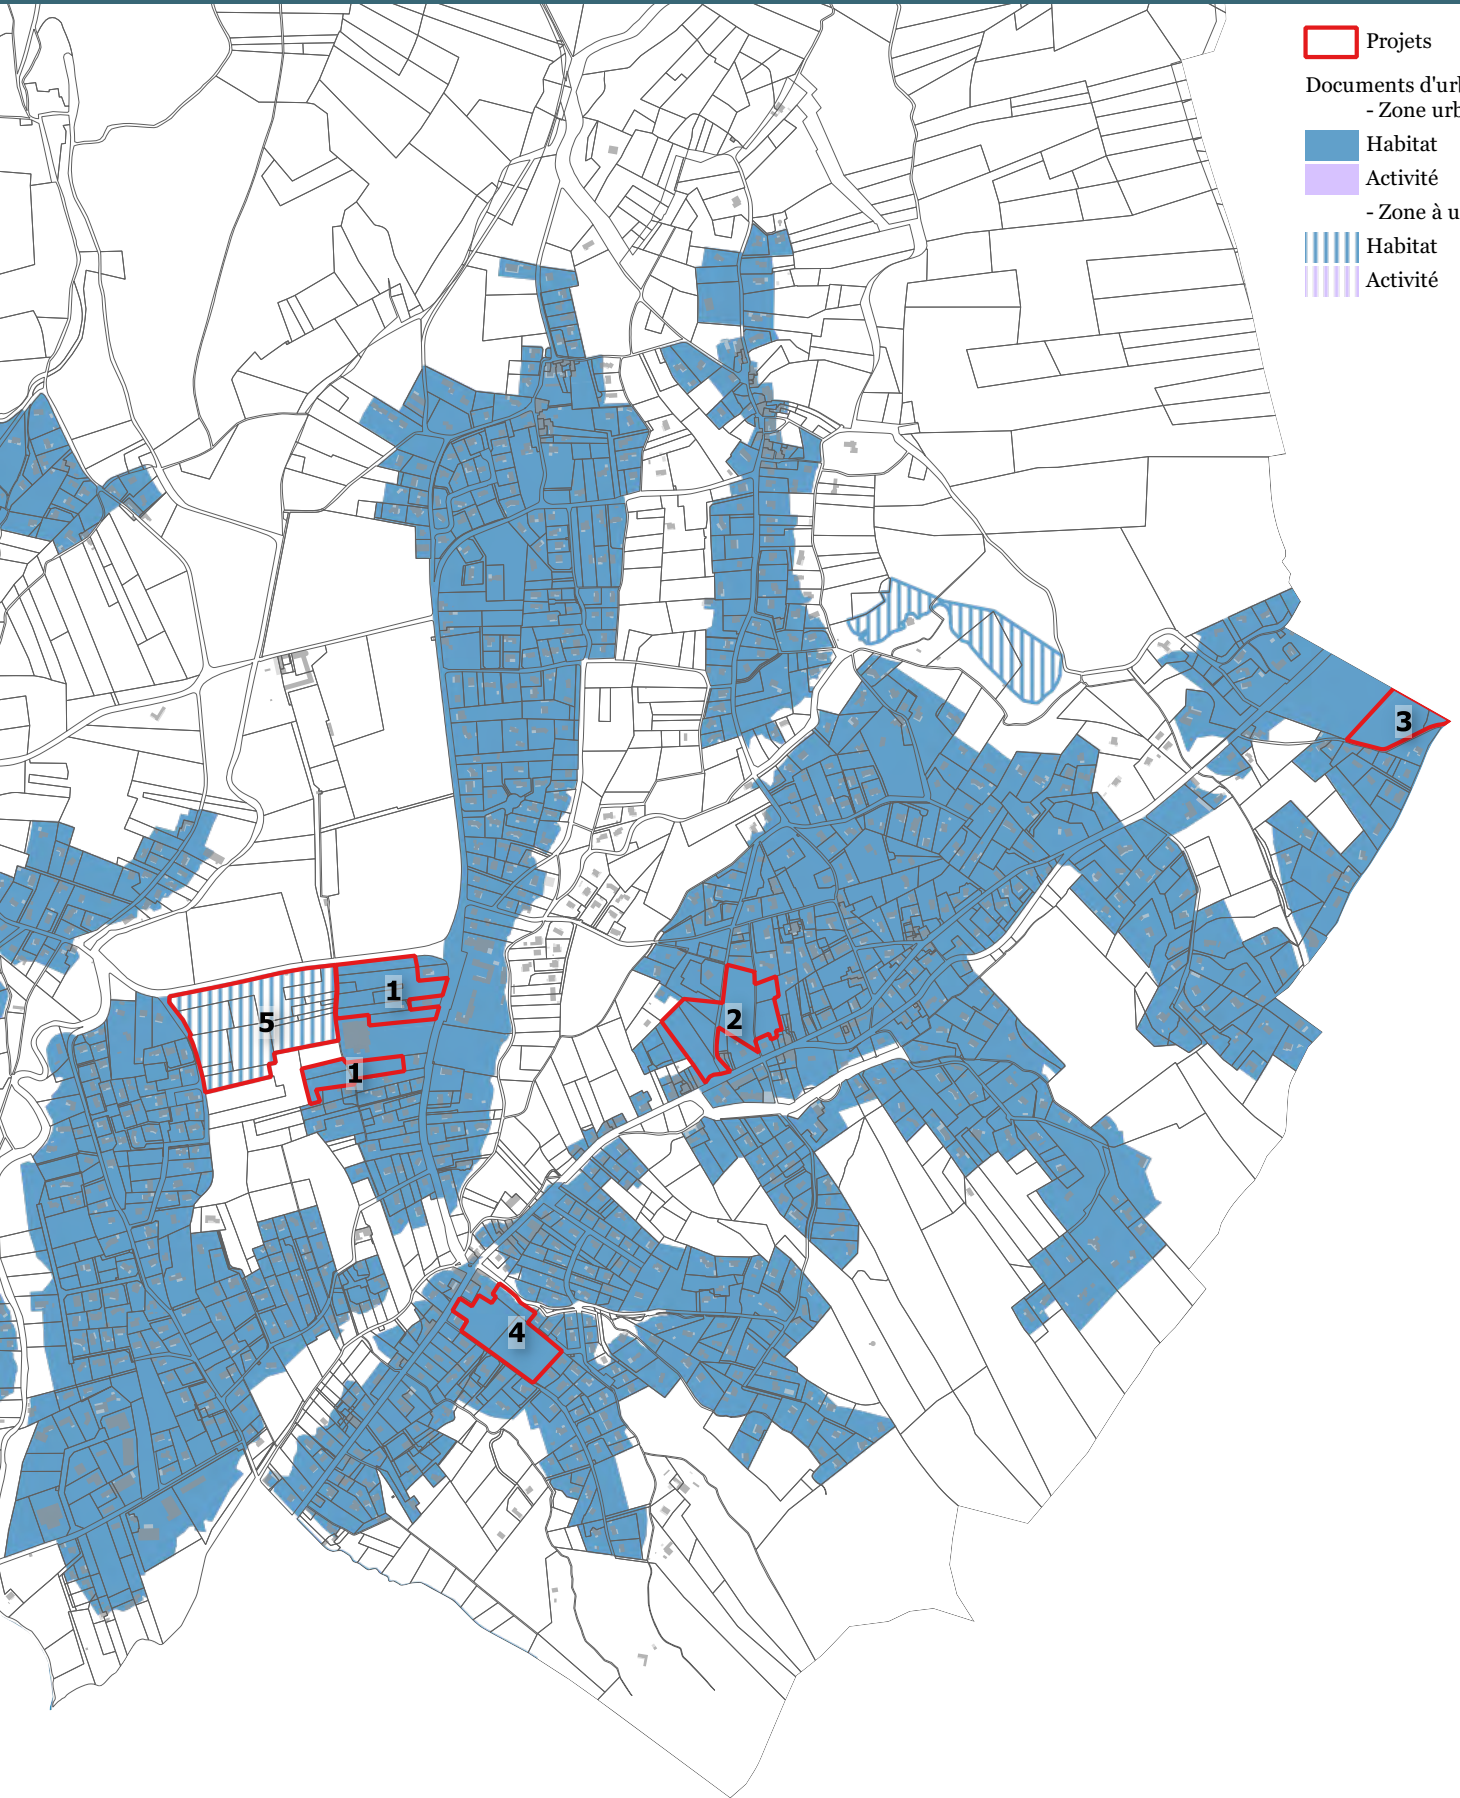 Projets
Documents d'url
- Zone urb
Habitat
Activité
- Zone à u
Habitat
Activité
3
1
5
2
1
4